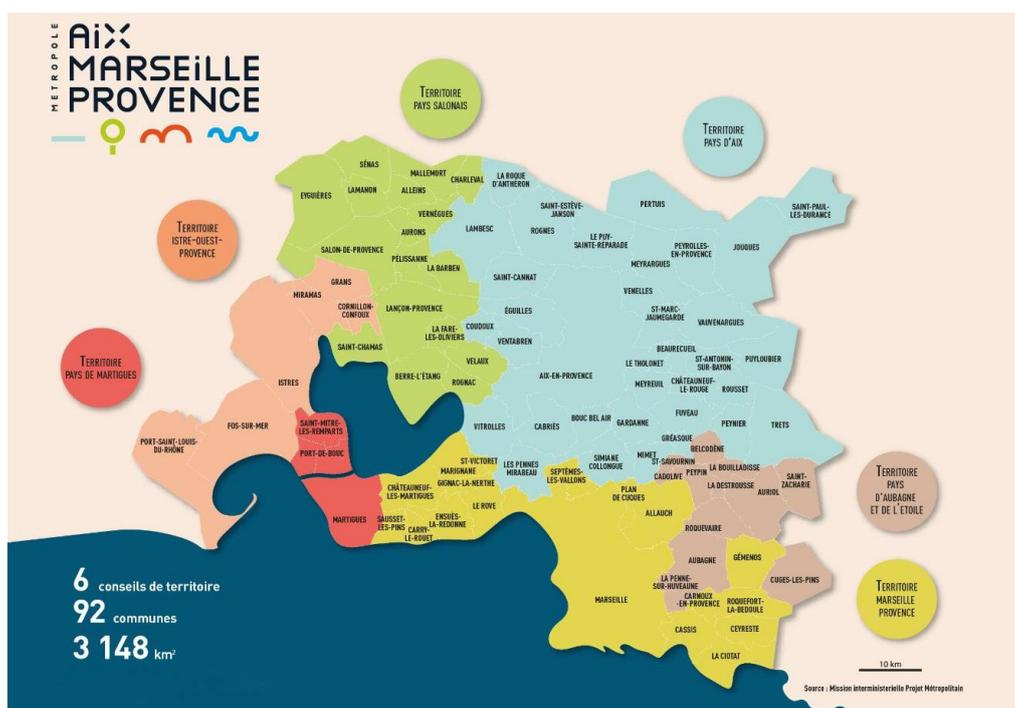 MÉTROPOLE
AiX
MARSEiLLE
PROVENCE
TERRITOIRE
PAYS SALONAIS
TERRITOIRE
PAYS D'AIX
TERRITOIRE
ISTRE-OUEST-
PROVENCE
TERRITOIRE
PAYS DE MARTIGUES
TERRITOIRE
PAYS
D'AUBAGNE
ET DE L'ETOILE
TERRITOIRE
MARSEILLE
PROVENCE
SÉNAS
MALLEMORT
CHARLEVAL
EYGUIÈRES
LAMANON
ALLEINS
VERNÈGUES
AURONS
SALON-DE-PROVENCE
PÉLISSANNE
LA BARBEN
LANÇON-PROVENCE
LA FARE-
LES-OLIVIERS
SAINT-CHAMAS
VELAUX
BERRE-L'ÉTANG
ROGNAC
GRANS
MIRAMAS
CORNILLON-
CONFOUX
ISTRES
FOS-SUR-MER
PORT-SAINT-LOUIS-
DU-RHÔNE
SAINT-MITRE-
LES-REMPARTS
PORT-DE-BOUC
MARTIGUES
LA ROQUE
D'ANTHÉRON
SAINT-ESTÈVE-
JANSON
PERTUIS
SAINT-PAUL-
LES-DURANCE
LAMBESC
ROGNES
LE PUY-
SAINTE-RÉPARADE
PEYROLLES-
EN-PROVENCE
JOUQUES
MEYRARGUES
SAINT-CANNAT
VENELLES
ÉGUILLES
ST-MARC-
JAUMEGARDE
VAUVENARGUES
COUDOUX
VENTABREN
BEAURECUEIL
LE THOLONET
ST-ANTONIN-
SUR-BAYON
PUYLOUBIER
AIX-EN-PROVENCE
MEYREUIL
CHÂTEAUNEUF-
LE-ROUGE
ROUSSET
FUVEAU
VITROLLES
CABRIÈS
BOUC BEL AIR
GARDANNE
PEYNIER
TRETS
GRÉASQUE
LES PENNES
MIRABEAU
SIMIANE
COLLONGUE
MIMET
BELCODÈNE
ST-SAVOURNIN
CADOLIVE
PEYPIN
LA BOUILLADISSE
LA DESTROUSSE
AURIOL
SAINT-
ZACHARIE
ROQUEVAIRE
AUBAGNE
LA PENNE-
SUR-HUVEAUNE
CUGES-LES-PINS
ST-VICTORET
MARIGNANE
GIGNAC-LA-NERTHE
CHÂTEAUNEUF-
LES-MARTIGUES
LE ROVE
SAUSSET-
LES-PINS
CARRY-
LE-ROUET
ENSUÈS-
LA-REDONNE
SEPTÈMES-
LES-VALLONS
PLAN
DE CUQUES
ALLAUCH
MARSEILLE
GÉMENOS
CARNOUX
-EN-PROVENCE
ROQUEFORT-
LA-BEDOULE
CASSIS
CEYRESTE
LA CIOTAT
6 conseils de territoire
92 communes
3 148 km²
10 km
Source : Mission interministerielle Projet Métropolitain